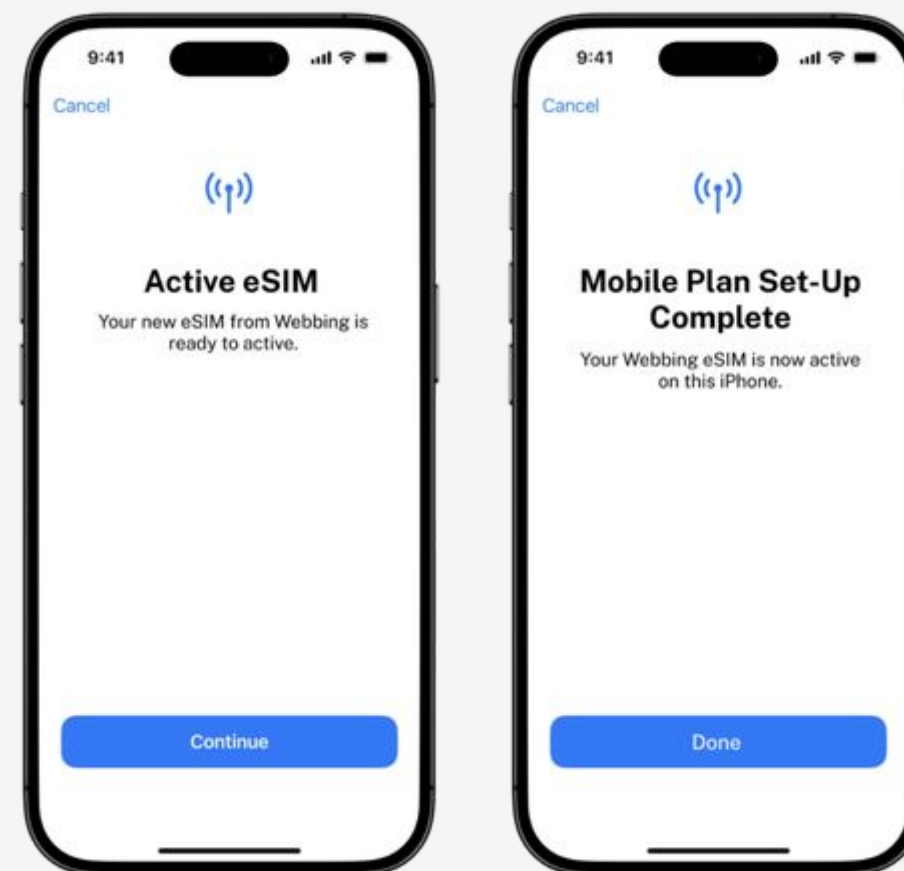 9:41
Cancel
Active eSIM
Your new eSIM from Webbing is
ready to active.
Continue
9:41
Cancel
Mobile Plan Set-Up
Complete
Your Webbing eSIM is now active
on this iPhone.
Done